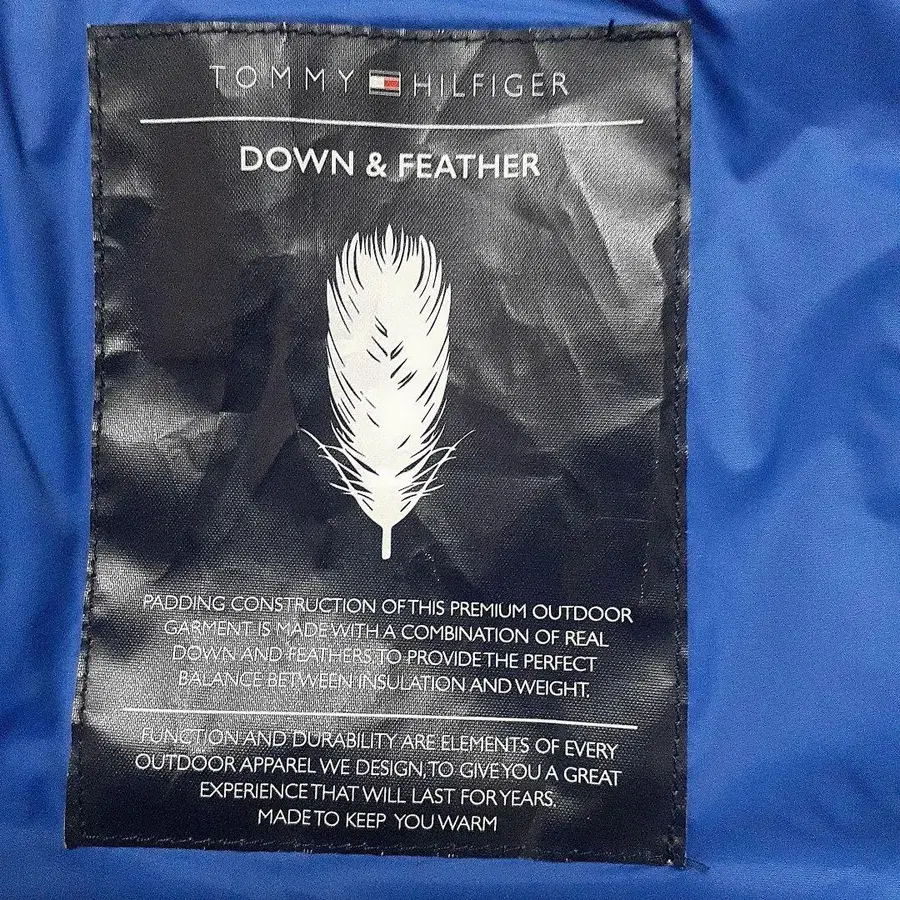 TOMMY HILFIGER
DOWN & FEATHER
PADDING CONSTRUCTION OF THIS PREMIUM OUTDOOR
GARMENT IS MADE WITH A COMBINATION OF REAL
DOWN AND FEATHERS, TO PROVIDE THE PERFECT
BALANCE BETWEEN INSULATION AND WEIGHT.
FUNCTION AND DURABILITY ARE ELEMENTS OF EVERY
OUTDOOR APPAREL WE DESIGN, TO GIVE YOU A GREAT
EXPERIENCE THAT WILL LAST FOR YEARS.
MADE TO KEEP YOU WARM